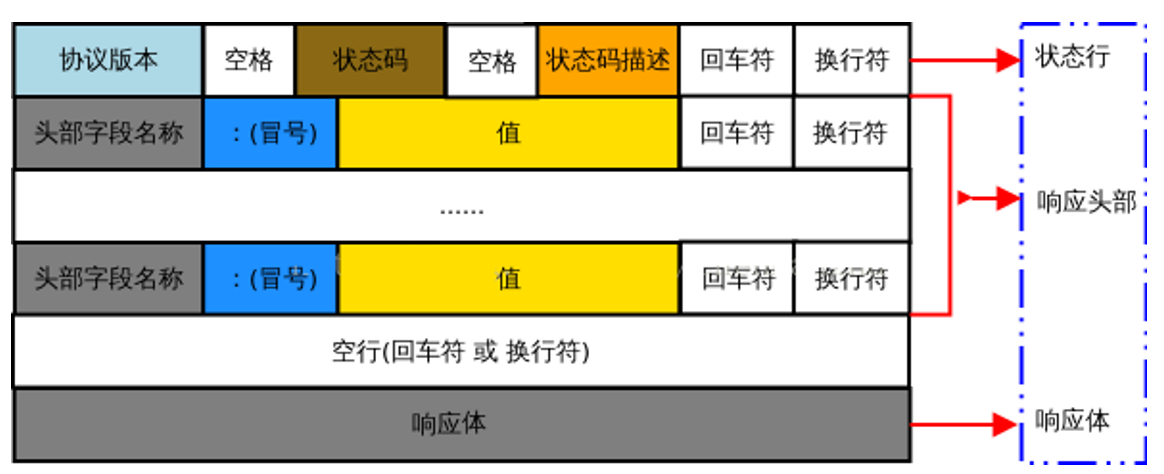 协议版本 空格 状态码 空格 状态码描述 回车符 换行符 状态行
头部字段名称 : (冒号) 值 回车符 换行符
响应头部
......
头部字段名称 : (冒号) 值 回车符 换行符
空行(回车符 或 换行符)
响应体 响应体